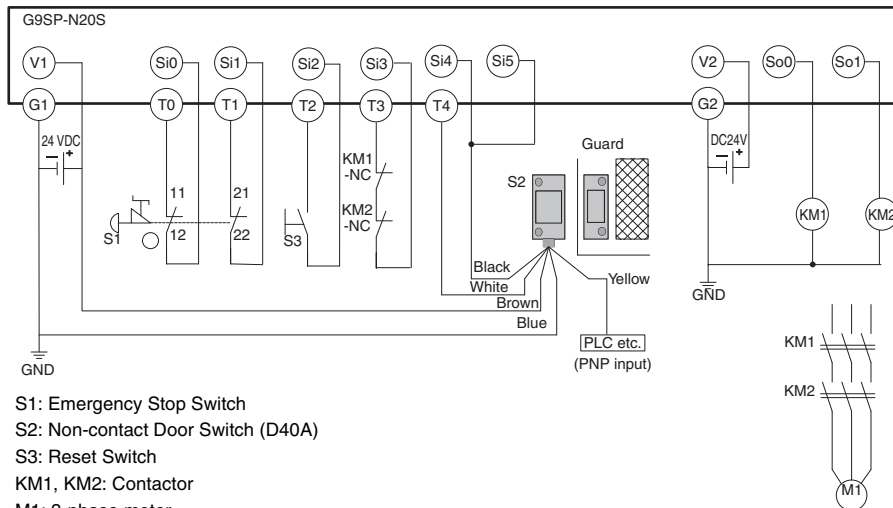 G9SP-N20S
V1 Si0 Si1 Si2 Si3 Si4 Si5 V2 So0 So1
G1 T0 T1 T2 T3 T4 G2
24 VDC
− +
DC24V
− +
Guard
KM1
-NC
S2
11 21
KM2
-NC
KM1 KM2
S1
12 22
S3
Black
White
Yellow
Brown
Blue
GND
PLC etc.
(PNP input)
GND
KM1
KM2
M1
S1: Emergency Stop Switch
S2: Non-contact Door Switch (D40A)
S3: Reset Switch
KM1, KM2: Contactor